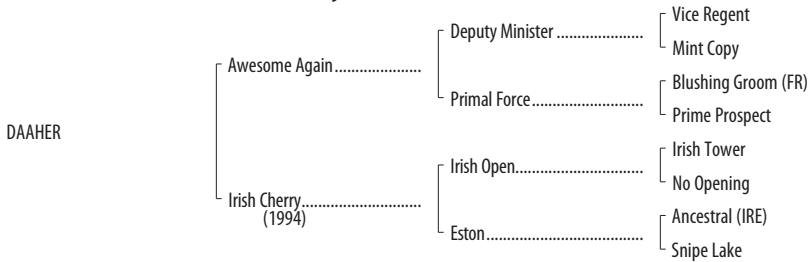 Vice Regent
Deputy Minister ......................
Mint Copy
Awesome Again.....................
Blushing Groom (FR)
Primal Force...........................
Prime Prospect
DAAHER
Irish Tower
Irish Open...............................
No Opening
Irish Cherry.............................
(1994)
Ancestral (IRE)
Eston......................................
Snipe Lake